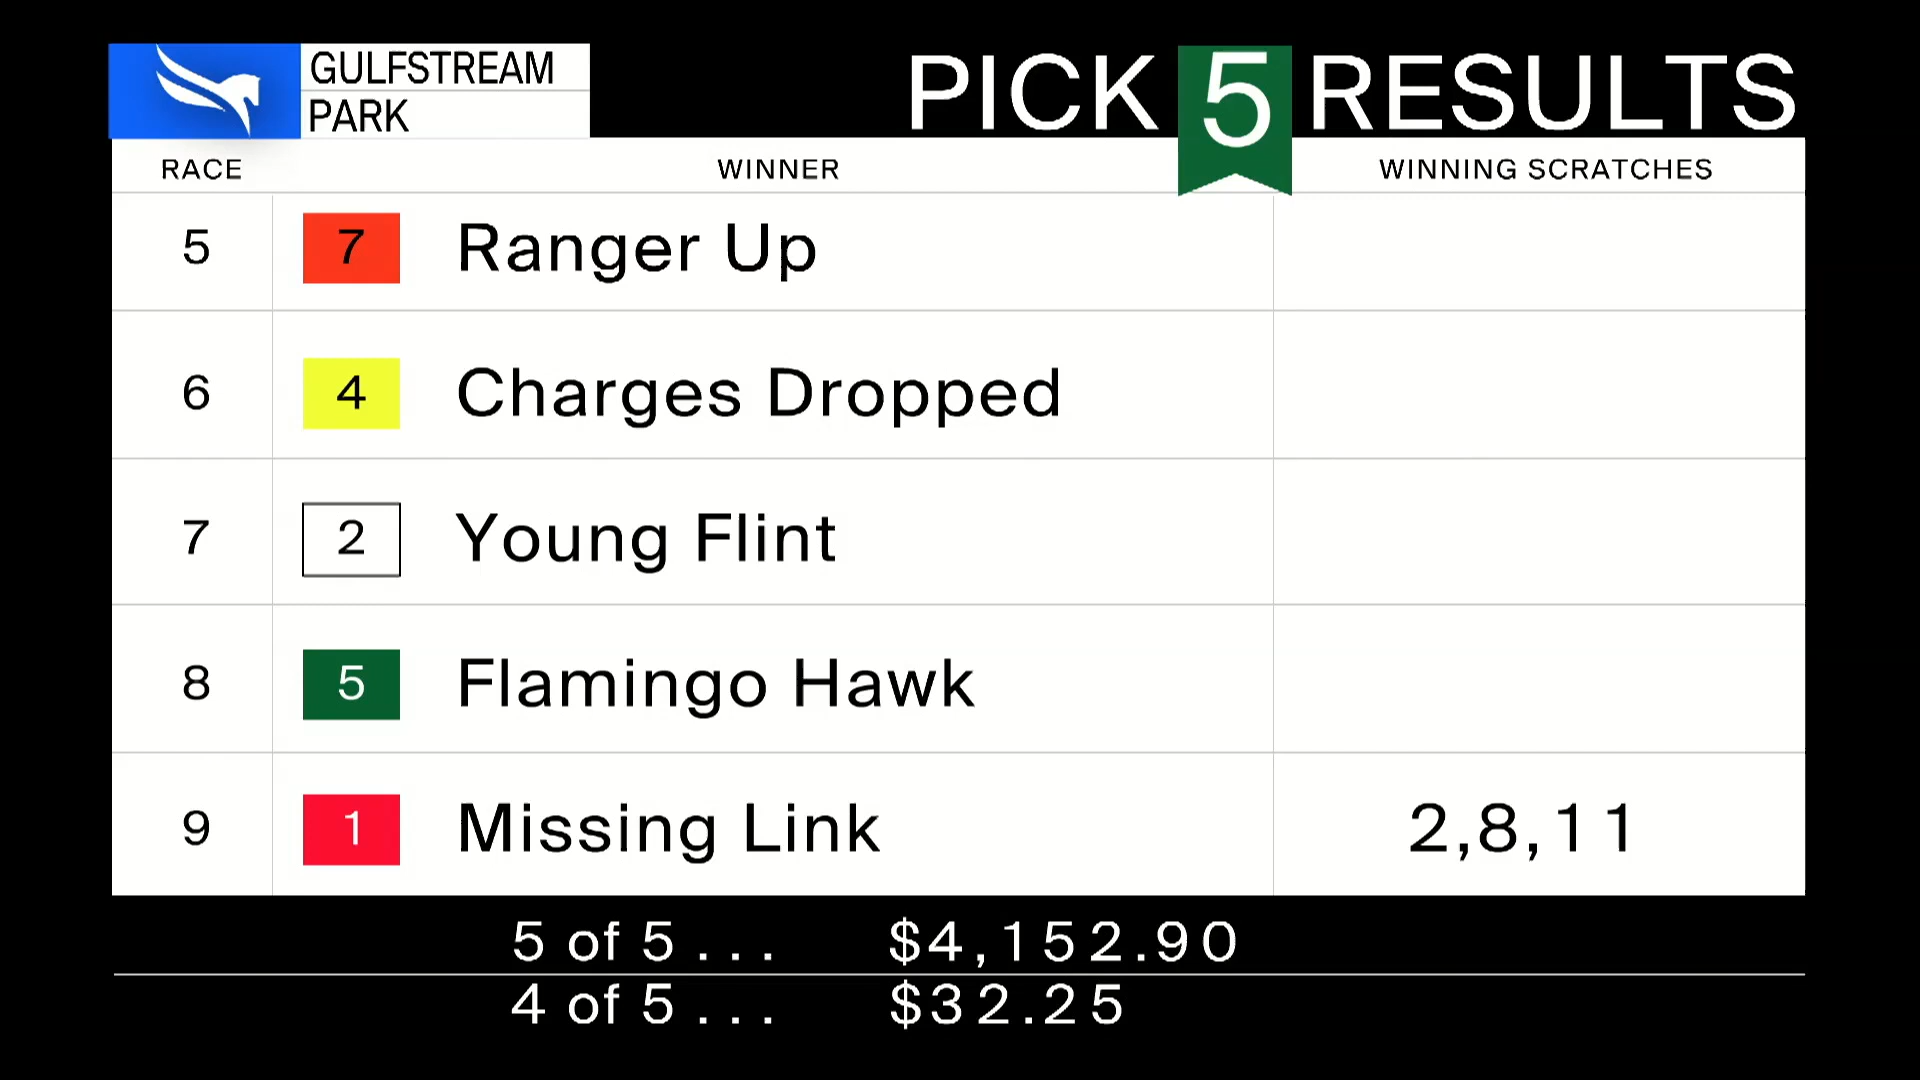 GULFSTREAM
PARK
PICK 5 RESULTS
RACE WINNER WINNING SCRATCHES
5 7 Ranger Up
6 4 Charges Dropped
7 2 Young Flint
8 5 Flamingo Hawk
9 1 Missing Link 2,8,11
5 of 5 . . . $4,152.90
4 of 5 . . . $32.25